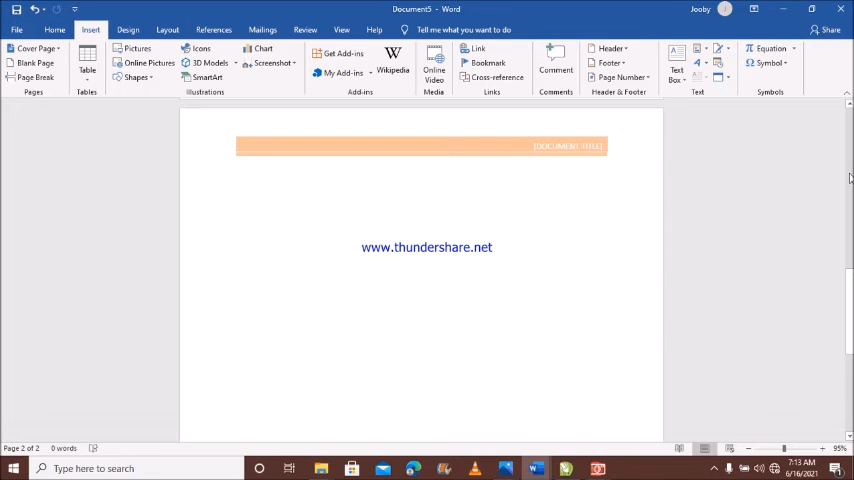 Document5 - Word
Jooby J
File Home Insert Design Layout References Mailings Review View Help Tell me what you want to do Share
Cover Page
Blank Page
Page Break
Pages
Table
Tables
Pictures
Online Pictures
Shapes
Icons
3D Models
SmartArt
Chart
Screenshot
Illustrations
Get Add-ins
My Add-ins
W
Wikipedia
Add-ins
Online
Video
Media
Link
Bookmark
Cross-reference
Links
Comment
Comments
Header
Footer
Page Number
Header & Footer
Text
Box
Text
Equation
Symbol
Symbols
[DOCUMENT TITLE]
www.thundershare.net
Page 2 of 2 0 words 95%
Type here to search
7:13 AM
6/16/2021